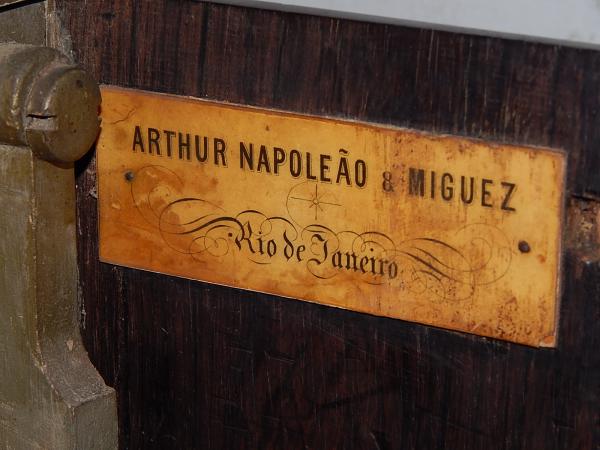 ARTHUR NAPOLEÃO & MIGUEZ
Rio de Janeiro